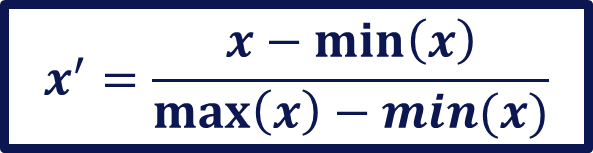 x′ = x − min(x) / max(x) − min(x)